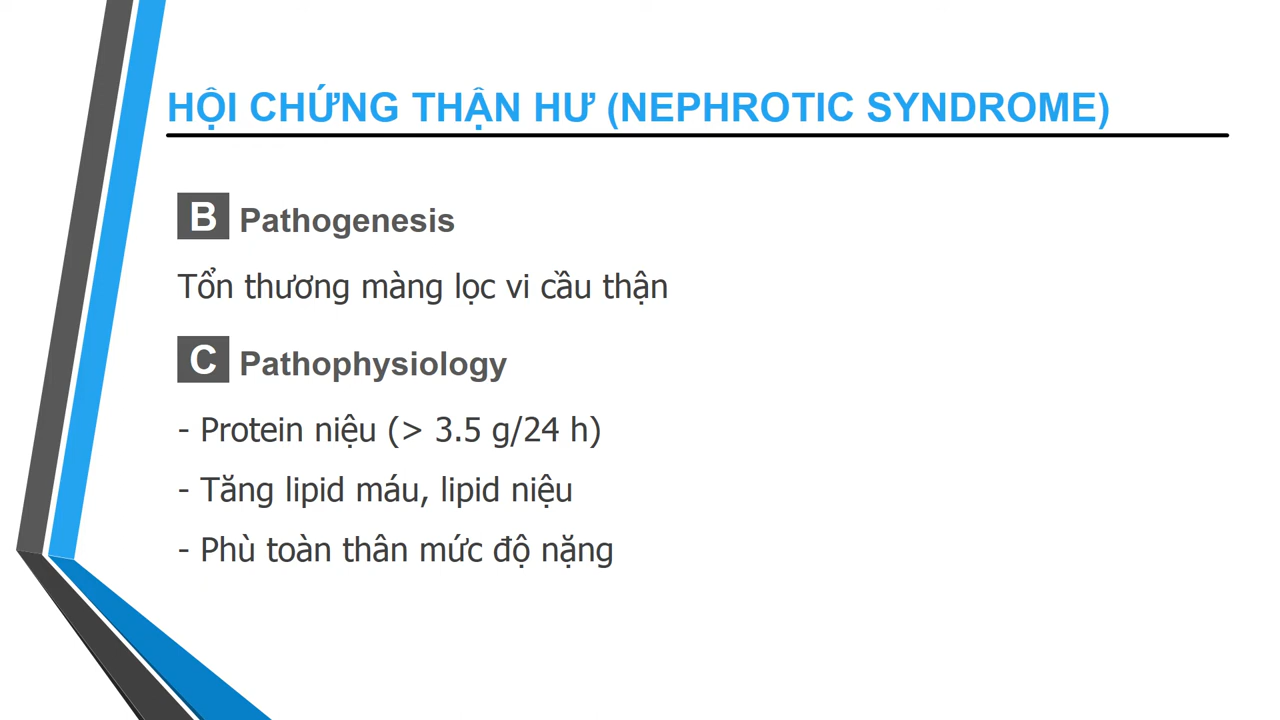 HỘI CHỨNG THẬN HƯ (NEPHROTIC SYNDROME)
B Pathogenesis
Tổn thương màng lọc vi cầu thận
C Pathophysiology
- Protein niệu (> 3.5 g/24 h)
- Tăng lipid máu, lipid niệu
- Phù toàn thân mức độ nặng